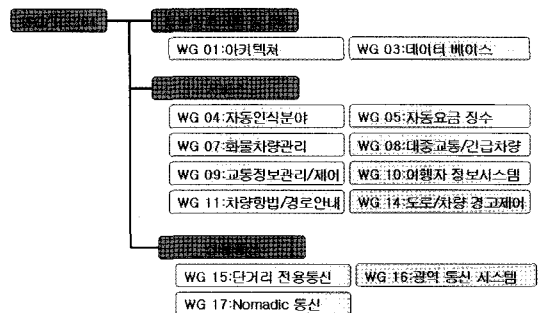 WG 01:아키텍쳐
WG 03:데이터 베이스
WG 04:자동인식분야
WG 05:자동요금 징수
WG 07:화물차량관리
WG 08:대중교통/긴급차량
WG 09:교통정보관리/제어
WG 10:여행자 정보시스템
WG 11:차량항법/경로안내
WG 14:도로/차량 경고제어
WG 15:단거리 전용통신
WG 16:광역 통신 시스템
WG 17:Nomadic 통신